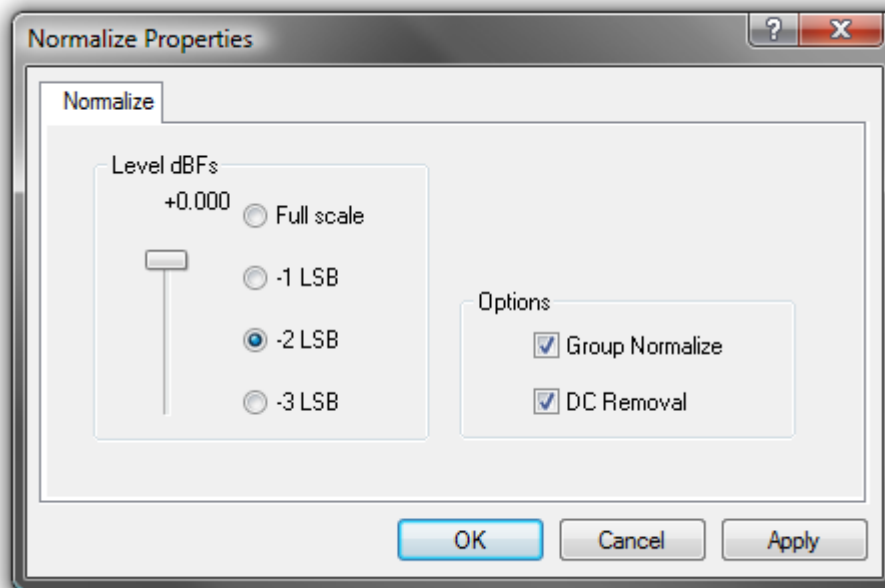 Normalize Properties
?
X
Normalize
Level dBFs
+0.000
Full scale
-1 LSB
-2 LSB
-3 LSB
Options
Group Normalize
DC Removal
OK
Cancel
Apply